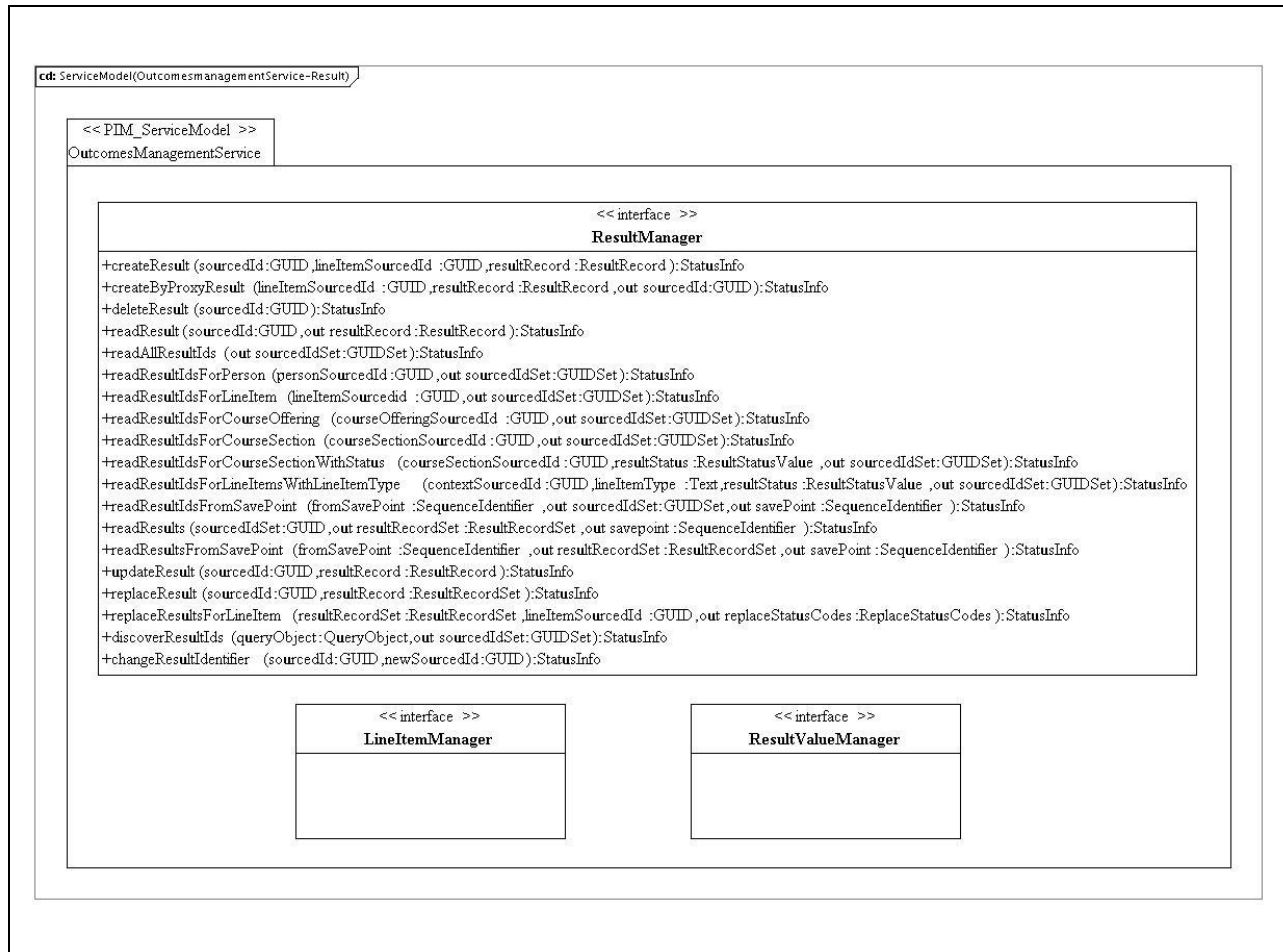 cd: ServiceModel(OutcomesmanagementService-Result)
<< PIM_ServiceModel >>
OutcomesManagementService
<< interface >>
ResultManager
+createResult (sourcedId:GUID,lineItemSourcedId :GUID,resultRecord :ResultRecord ):StatusInfo
+createByProxyResult (lineItemSourcedId :GUID,resultRecord :ResultRecord ,out sourcedId:GUID):StatusInfo
+deleteResult (sourcedId:GUID):StatusInfo
+readResult (sourcedId:GUID,out resultRecord :ResultRecord ):StatusInfo
+readAllResultIds (out sourcedIdSet:GUIDSet):StatusInfo
+readResultIdsForPerson (personSourcedId :GUID,out sourcedIdSet:GUIDSet):StatusInfo
+readResultIdsForLineItem (lineItemSourcedid :GUID,out sourcedIdSet:GUIDSet):StatusInfo
+readResultIdsForCourseOffering (courseOfferingSourcedId :GUID,out sourcedIdSet:GUIDSet):StatusInfo
+readResultIdsForCourseSection (courseSectionSourcedId :GUID,out sourcedIdSet:GUIDSet):StatusInfo
+readResultIdsForCourseSectionWithStatus (courseSectionSourcedId :GUID,resultStatus :ResultStatusValue ,out sourcedIdSet:GUIDSet):StatusInfo
+readResultIdsForLineItemsWithLineItemType (contextSourcedId :GUID,lineItemType :Text,resultStatus :ResultStatusValue ,out sourcedIdSet:GUIDSet):StatusInfo
+readResultIdsFromSavePoint (fromSavePoint :SequenceIdentifier ,out sourcedIdSet:GUIDSet,out savePoint :SequenceIdentifier ):StatusInfo
+readResults (sourcedIdSet:GUID,out resultRecordSet :ResultRecordSet ,out savepoint :SequenceIdentifier ):StatusInfo
+readResultsFromSavePoint (fromSavePoint :SequenceIdentifier ,out resultRecordSet :ResultRecordSet ,out savePoint :SequenceIdentifier ):StatusInfo
+updateResult (sourcedId:GUID,resultRecord :ResultRecord ):StatusInfo
+replaceResult (sourcedId:GUID,resultRecord :ResultRecordSet ):StatusInfo
+replaceResultsForLineItem (resultRecordSet :ResultRecordSet ,lineItemSourcedId :GUID,out replaceStatusCodes :ReplaceStatusCodes ):StatusInfo
+discoverResultIds (queryObject:QueryObject,out sourcedIdSet:GUIDSet):StatusInfo
+changeResultIdentifier (sourcedId:GUID,newSourcedId:GUID):StatusInfo
<< interface >>
LineItemManager
<< interface >>
ResultValueManager